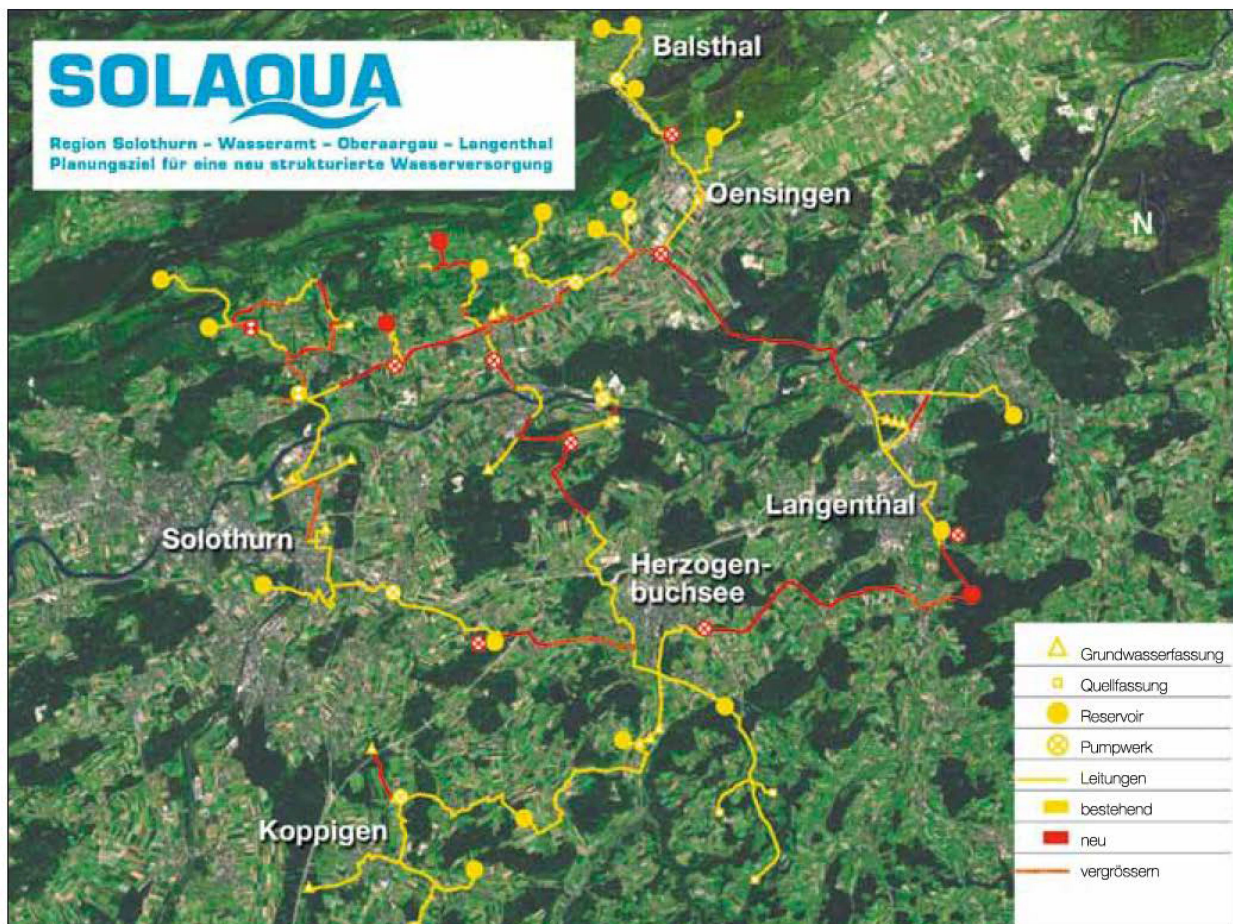 SOLAQUA
Region Solothurn – Wasseramt – Oberaargau – Langenthal
Planungsziel für eine neu strukturierte Wasserversorgung
Balsthal
Oensingen
N
Langenthal
Solothurn
Herzogen-
buchsee
Koppigen
Grundwasserfassung
Quellfassung
Reservoir
Pumpwerk
Leitungen
bestehend
neu
vergrössern